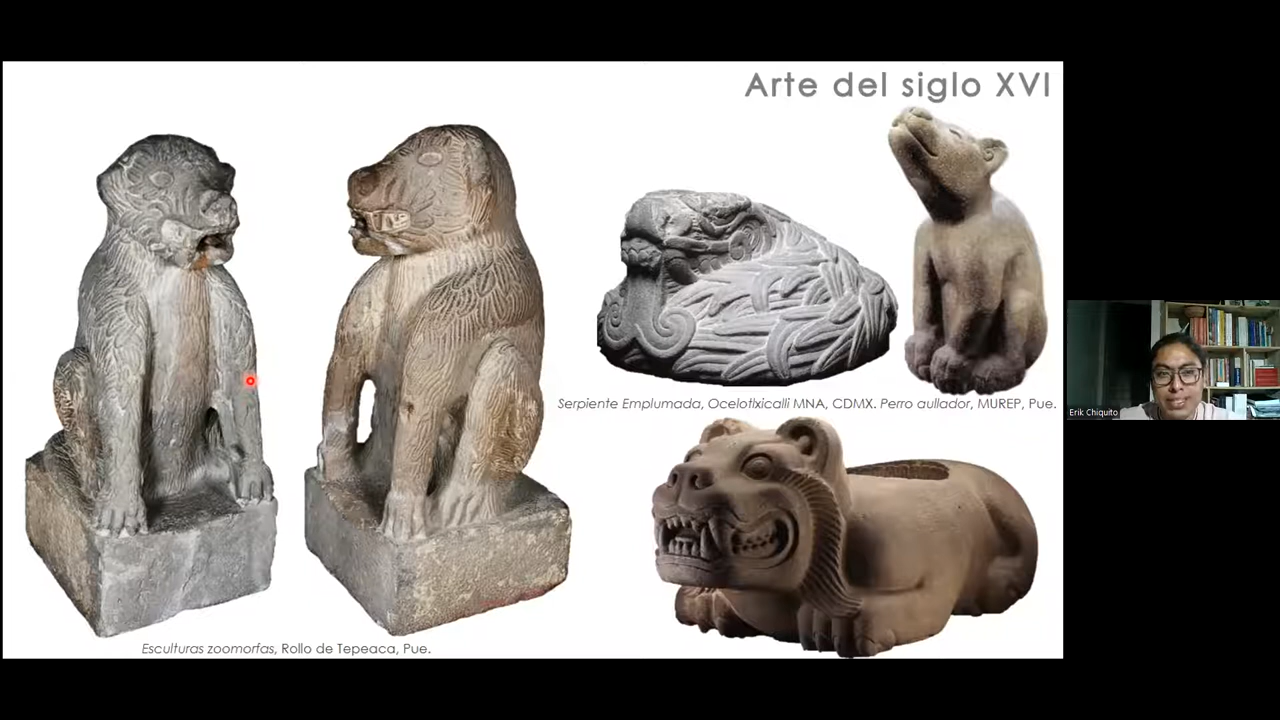 Arte del siglo XVI
Serpiente Emplumada, Ocelotlxicalli MNA, CDMX. Perro aullador, MUREP, Pue.
Erik Chiquito
Esculturas zoomorfas, Rollo de Tepeaca, Pue.